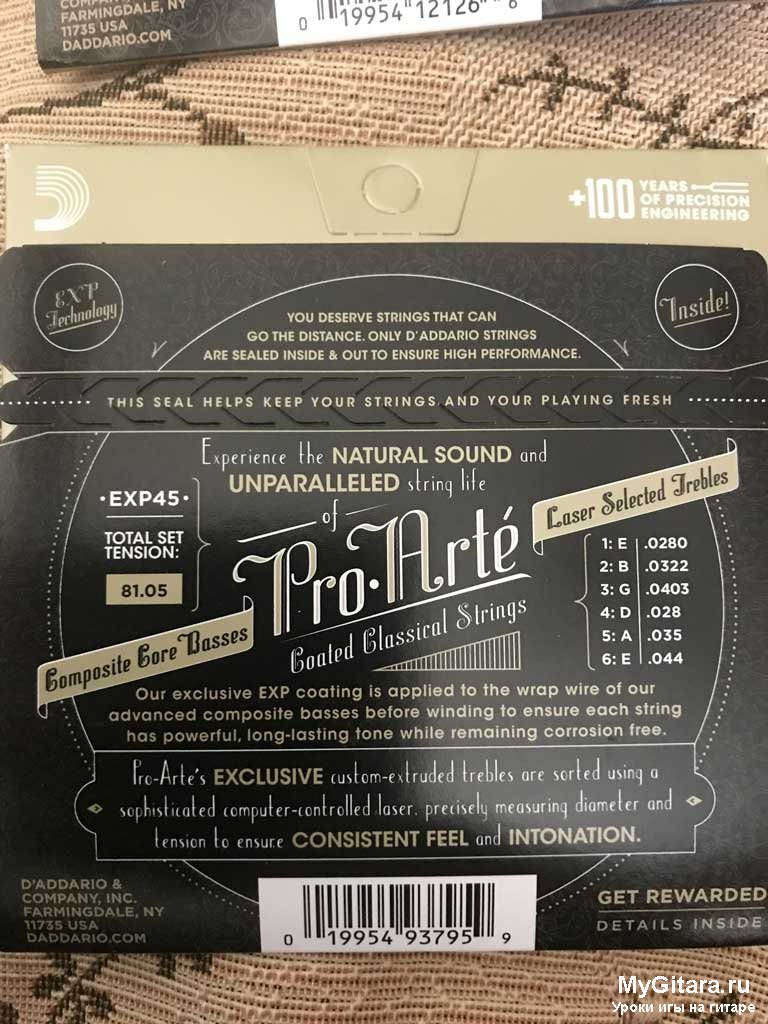 FARMINGDALE, NY
11735 USA
DADDARIO.COM
0 19954 12126 8
+100 YEARS
OF PRECISION
ENGINEERING
EXP
Technology
Inside!
YOU DESERVE STRINGS THAT CAN
GO THE DISTANCE. ONLY D'ADDARIO STRINGS
ARE SEALED INSIDE & OUT TO ENSURE HIGH PERFORMANCE.
THIS SEAL HELPS KEEP YOUR STRINGS AND YOUR PLAYING FRESH
Experience the NATURAL SOUND and
UNPARALLELED string life
of
Pro·Arté
Coated Classical Strings
·EXP45·
TOTAL SET
TENSION:
81.05
Composite Core Basses
Laser Selected Trebles
1: E .0280
2: B .0322
3: G .0403
4: D .028
5: A .035
6: E .044
Our exclusive EXP coating is applied to the wrap wire of our
advanced composite basses before winding to ensure each string
has powerful, long-lasting tone while remaining corrosion free.
Pro-Arte's EXCLUSIVE custom-extruded trebles are sorted using a
sophisticated computer-controlled laser, precisely measuring diameter and
tension to ensure CONSISTENT FEEL and INTONATION.
D'ADDARIO &
COMPANY, INC.
FARMINGDALE, NY
11735 USA
DADDARIO.COM
0 19954 93795 9
GET REWARDED
DETAILS INSIDE
MyGitara.ru
Уроки игы на гитаре